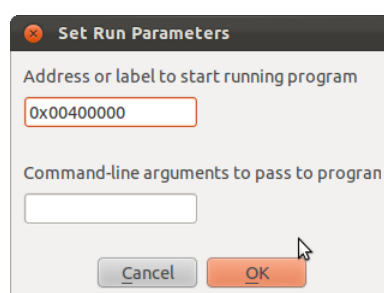 Set Run Parameters
Address or label to start running program
0x00400000
Command-line arguments to pass to progran
Cancel OK